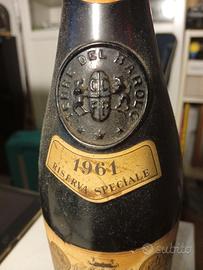 TERRE DEL BAROLO
1961
RISERVA SPECIALE
subito